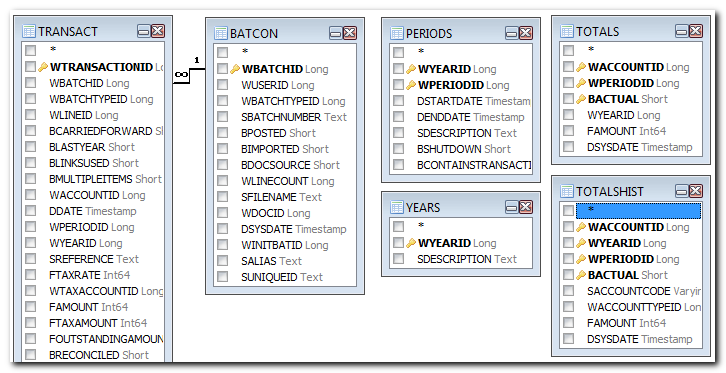 TRANSACT
*
WTRANSACTIONID Lo
WBATCHID Long
WBATCHTYPEID Long
WLINEID Long
BCARRIEDFORWARD Sh
BLASTYEAR Short
BLINKSUSED Short
BMULTIPLEITEMS Short
WACCOUNTID Long
DDATE Timestamp
WPERIODID Long
WYEARID Long
SREFERENCE Text
FTAXRATE Int64
WTAXACCOUNTID Long
FAMOUNT Int64
FTAXAMOUNT Int64
FOUTSTANDINGAMOUN
BRECONCILED Short
∞
1
BATCON
*
WBATCHID Long
WUSERID Long
WBATCHTYPEID Long
SBATCHNUMBER Text
BPOSTED Short
BIMPORTED Short
BDOCSOURCE Short
WLINECOUNT Long
SFILENAME Text
WDOCID Long
DSYSDATE Timestamp
WINITBATID Long
SALIAS Text
SUNIQUEID Text
PERIODS
*
WYEARID Long
WPERIODID Long
DSTARTDATE Timestam
DENDDATE Timestamp
SDESCRIPTION Text
BSHUTDOWN Short
BCONTAINSTRANSACTI
YEARS
*
WYEARID Long
SDESCRIPTION Text
TOTALS
*
WACCOUNTID Long
WPERIODID Long
BACTUAL Short
WYEARID Long
FAMOUNT Int64
DSYSDATE Timestamp
TOTALSHIST
*
WACCOUNTID Long
WYEARID Long
WPERIODID Long
BACTUAL Short
SACCOUNTCODE Varyin
WACCOUNTTYPEID Lon
FAMOUNT Int64
DSYSDATE Timestamp